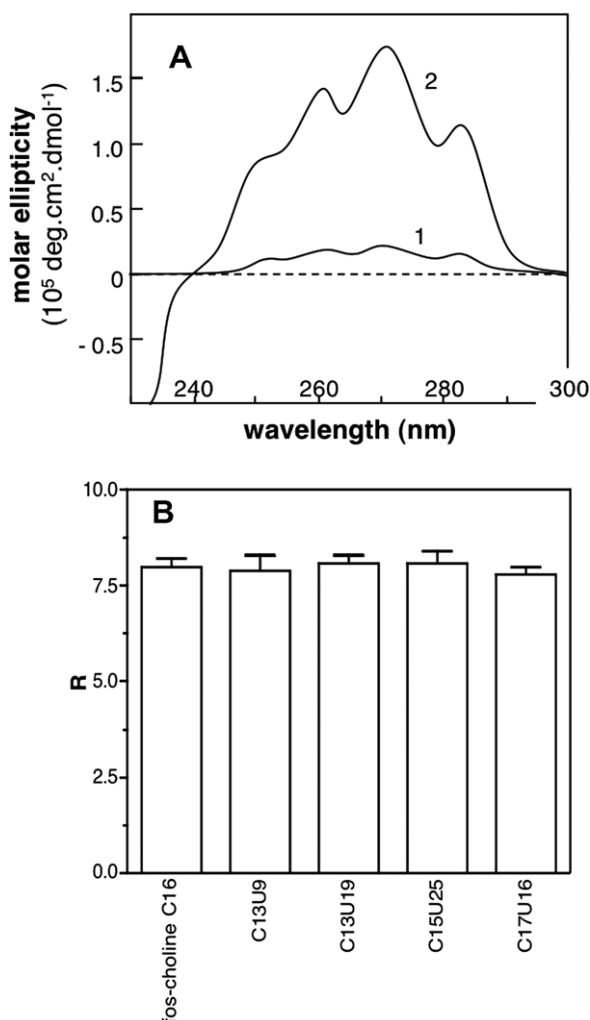 A
molar ellipticity
(10⁵ deg.cm².dmol⁻¹)
1.5
1.0
0.5
0
- 0.5
2
1
240
260
280
300
wavelength (nm)
B
R
10.0
7.5
5.0
2.5
0.0
fos-choline C16
C13U9
C13U19
C15U25
C17U16